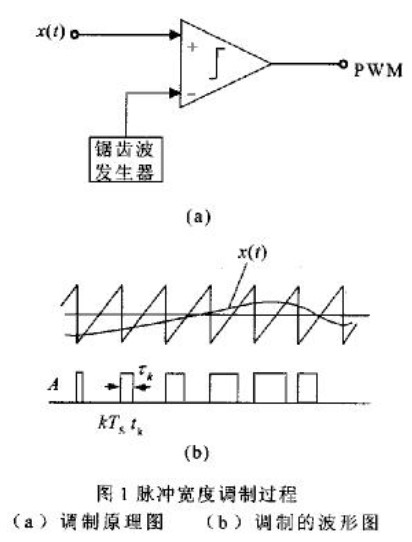 x(t)
+
−
PWM
锯齿波
发生器
(a)
x(t)
A
τk
kTs tk
(b)
图1 脉冲宽度调制过程
(a) 调制原理图 (b) 调制的波形图